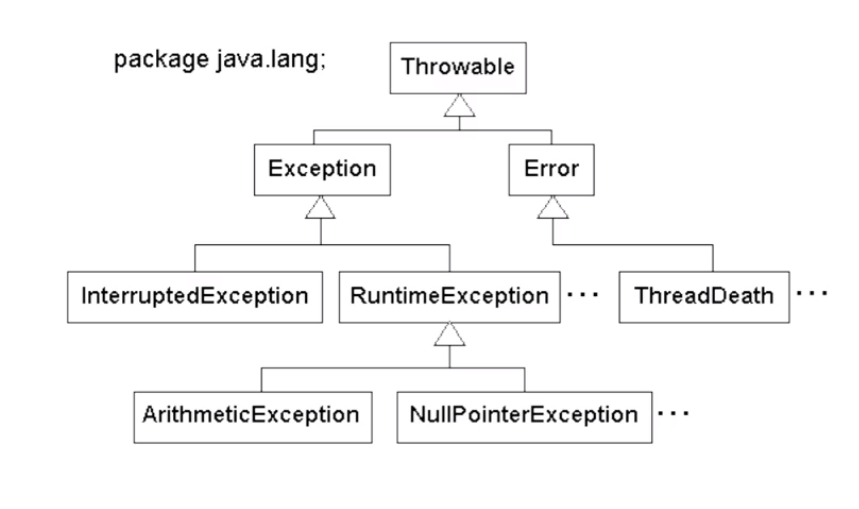 package java.lang;
Throwable
Exception
Error
InterruptedException
RuntimeException
...
ThreadDeath
...
ArithmeticException
NullPointerException
...